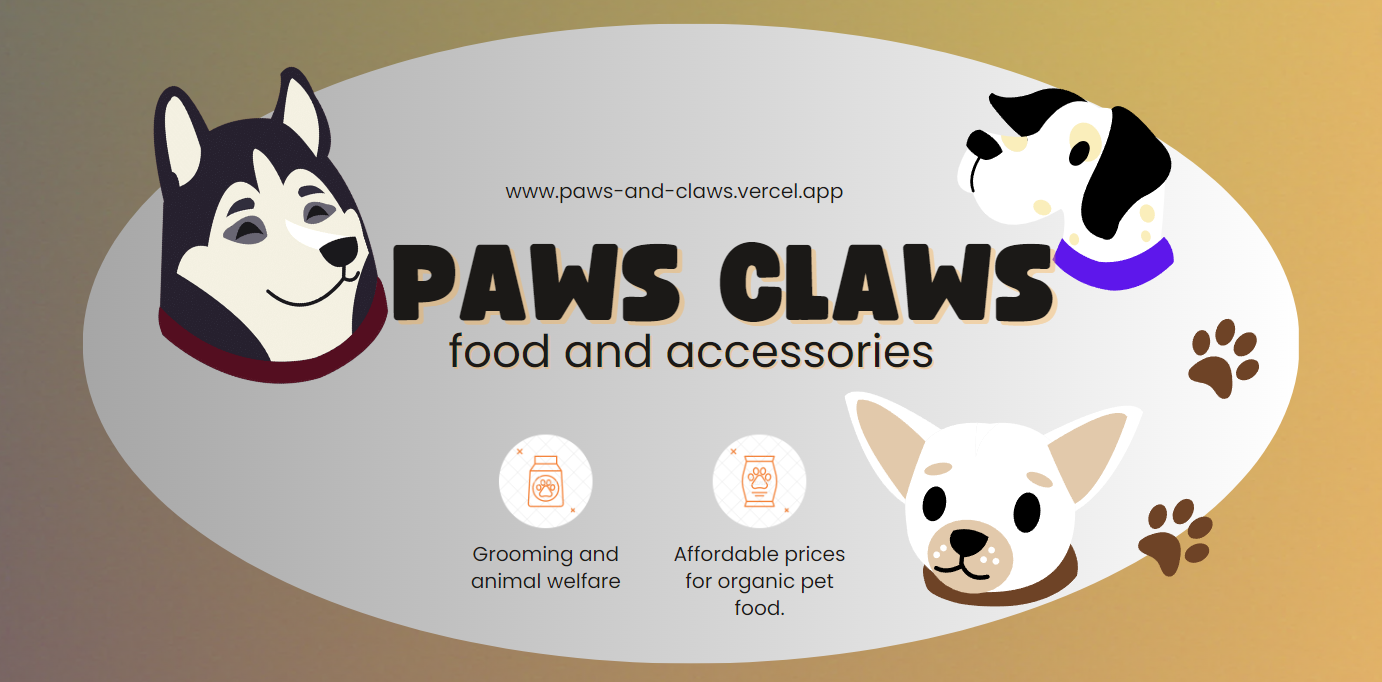 www.paws-and-claws.vercel.app
PAWS CLAWS
food and accessories
Grooming and
animal welfare
Affordable prices
for organic pet
food.